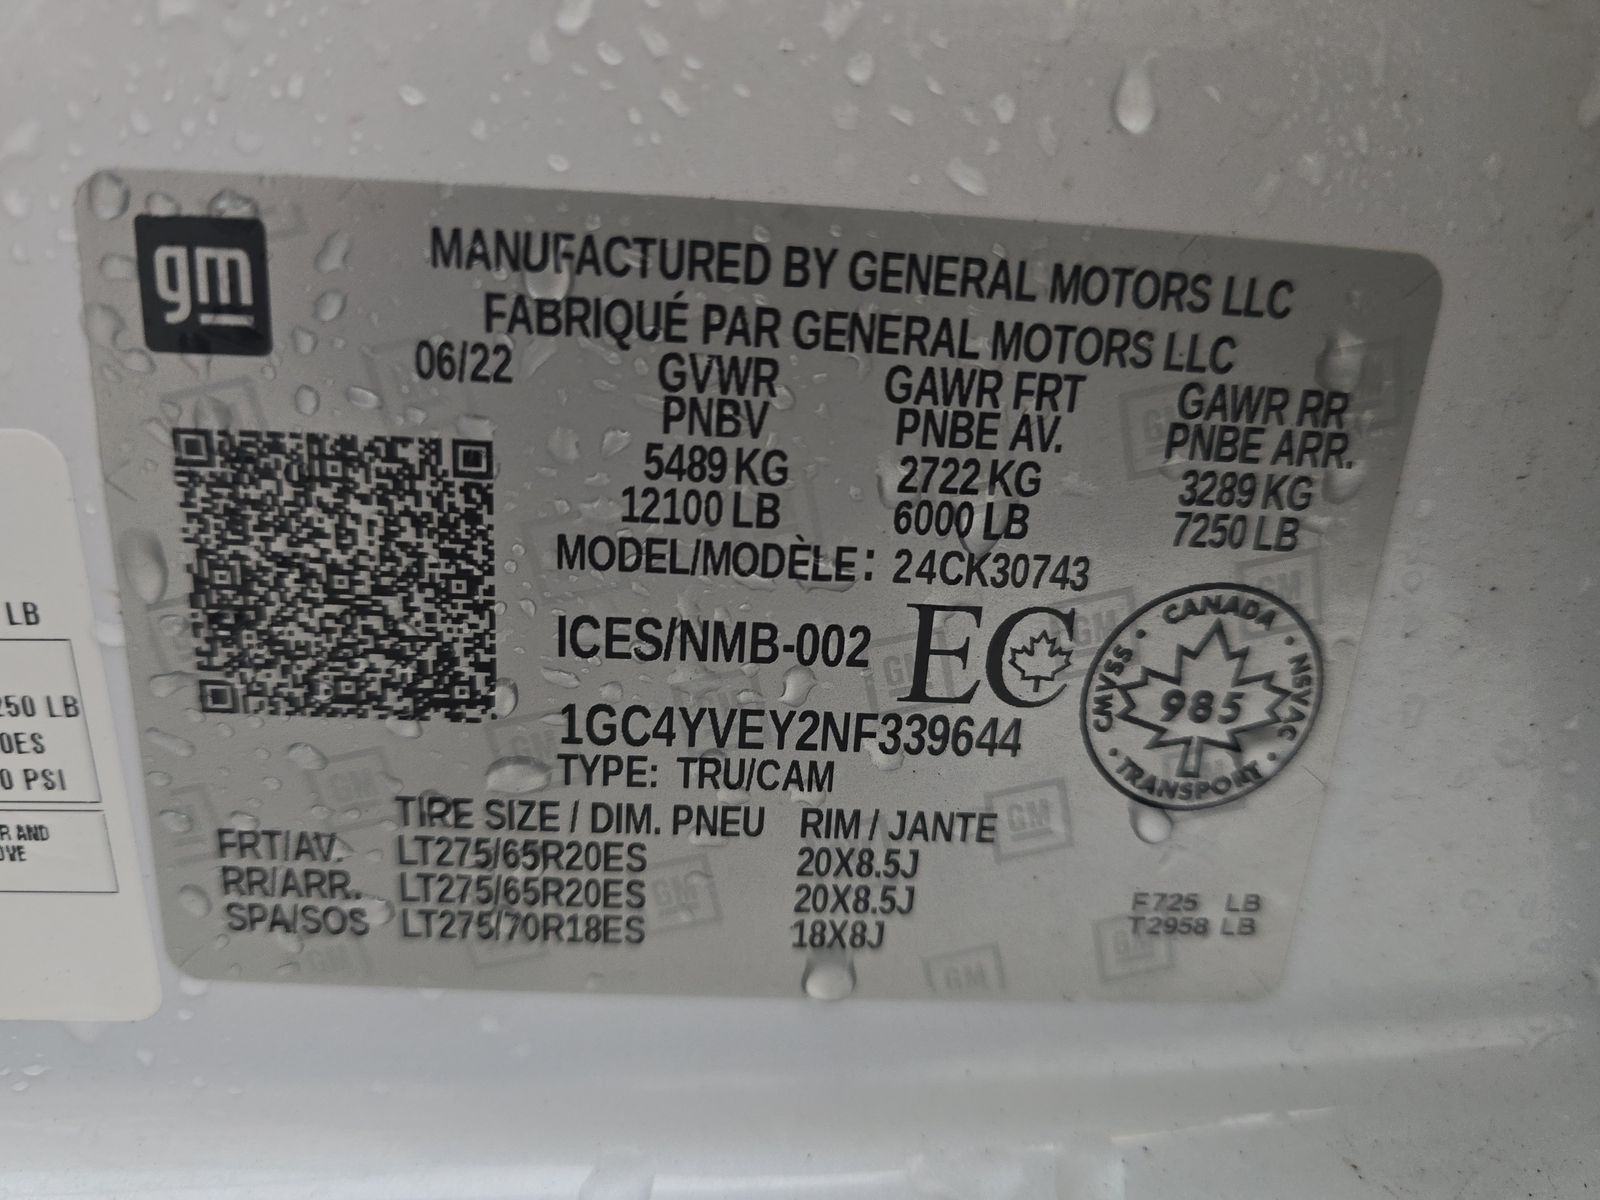 gm
MANUFACTURED BY GENERAL MOTORS LLC
FABRIQUÉ PAR GENERAL MOTORS LLC
06/22 GVWR GAWR FRT GAWR RR
PNBV PNBE AV. PNBE ARR.
5489 KG 2722 KG 3289 KG
12100 LB 6000 LB 7250 LB
MODEL/MODÈLE: 24CK30743
ICES/NMB-002 EC
1GC4YVEY2NF339644
TYPE: TRU/CAM
CANADA
CMVSS · NSVAC
985
TRANSPORT
TIRE SIZE / DIM. PNEU RIM / JANTE
FRT/AV. LT275/65R20ES 20X8.5J
RR/ARR. LT275/65R20ES 20X8.5J
SPA/SOS LT275/70R18ES 18X8J
F725 LB
T2958 LB
LB
250 LB
0ES
0 PSI
R AND